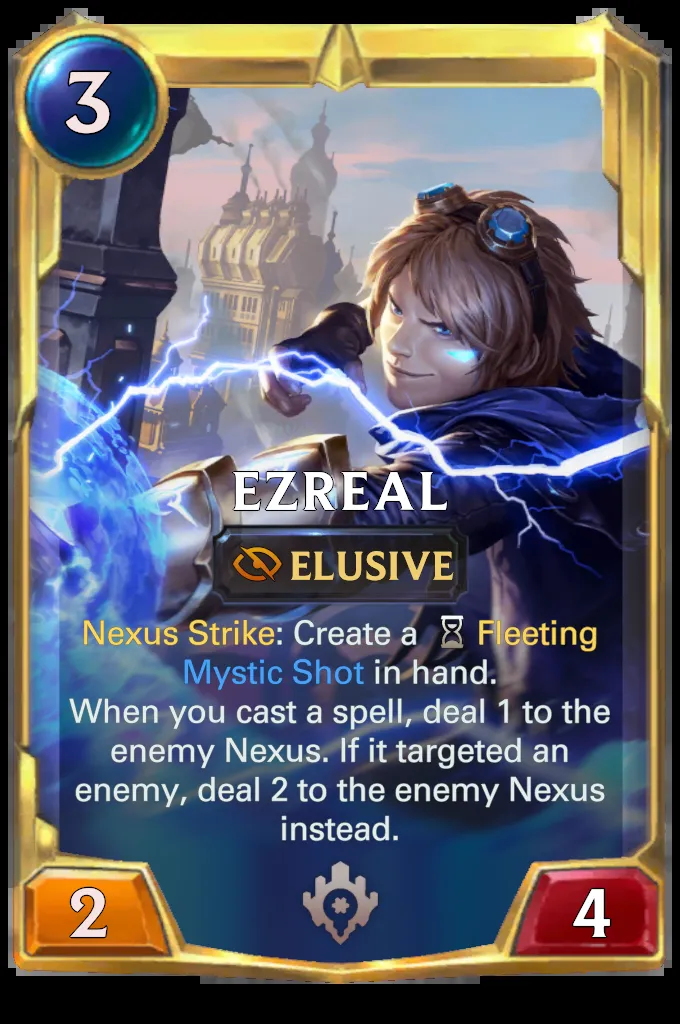 3
EZREAL
ELUSIVE
Nexus Strike: Create a Fleeting
Mystic Shot in hand.
When you cast a spell, deal 1 to the
enemy Nexus. If it targeted an
enemy, deal 2 to the enemy Nexus
instead.
2
4